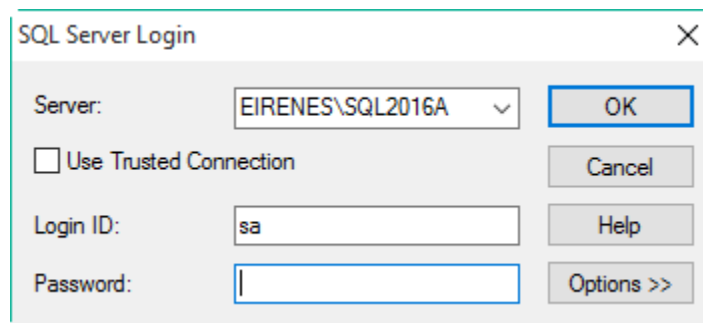 SQL Server Login
Server: EIRENES\SQL2016A OK
Use Trusted Connection Cancel
Login ID: sa Help
Password: Options >>